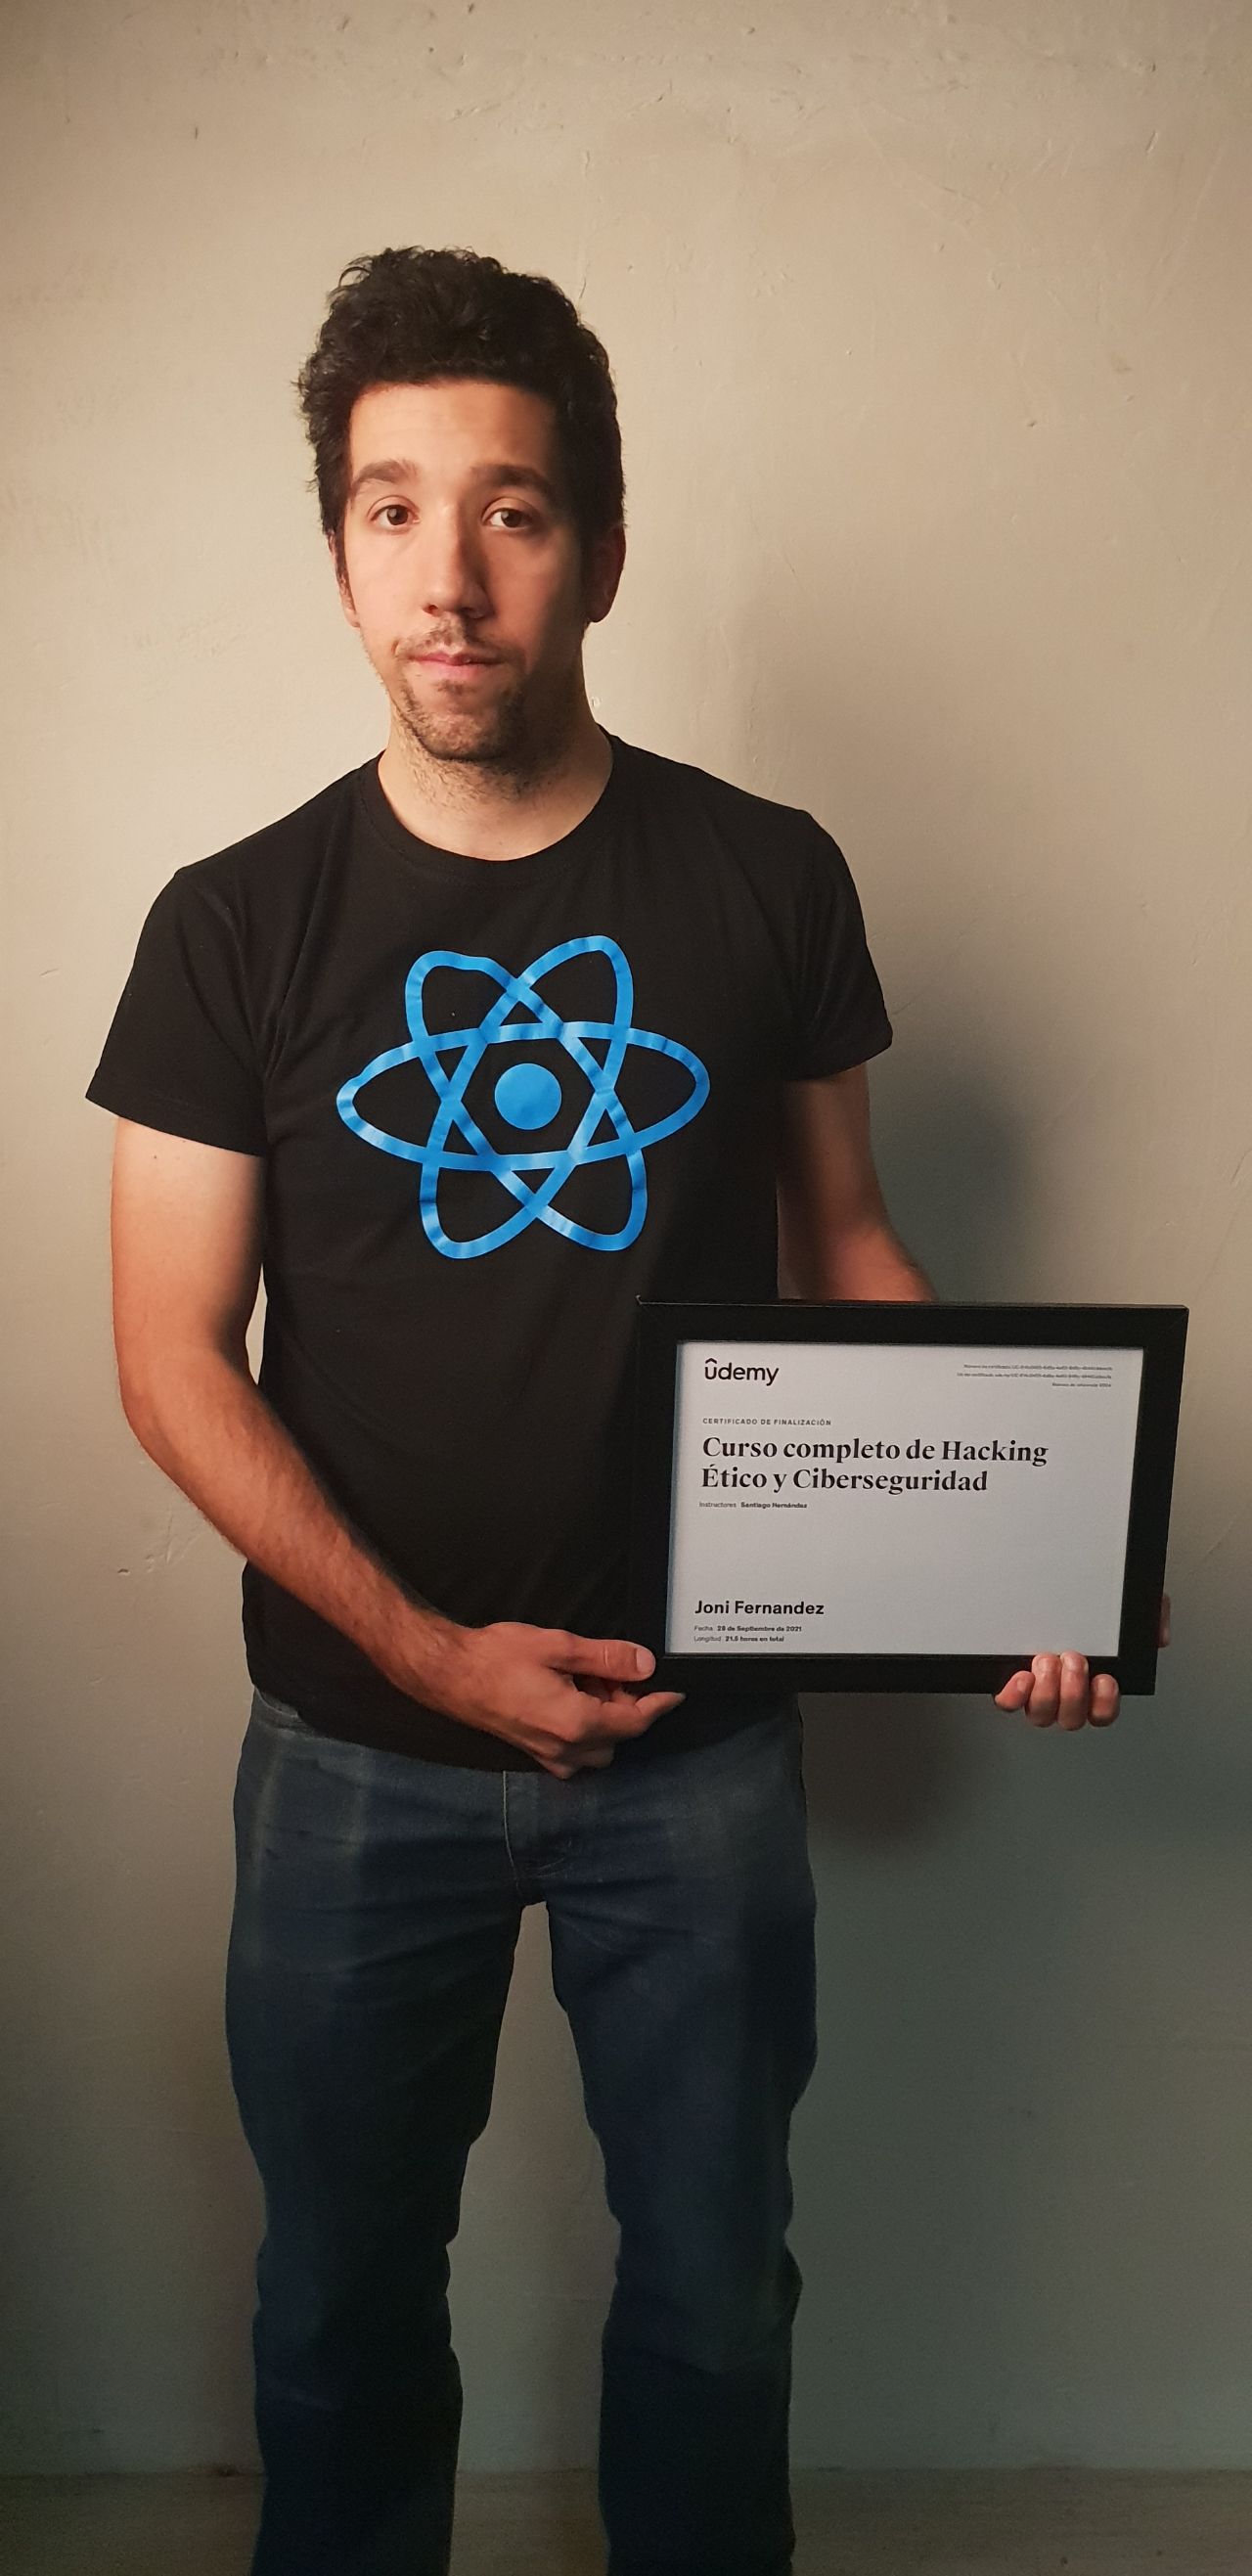 ûdemy
CERTIFICADO DE FINALIZACIÓN
Curso completo de Hacking
Ético y Ciberseguridad
Instructores Santiago Hernández
Joni Fernandez
Fecha 28 de Septiembre de 2021
Longitud 21.5 horas en total